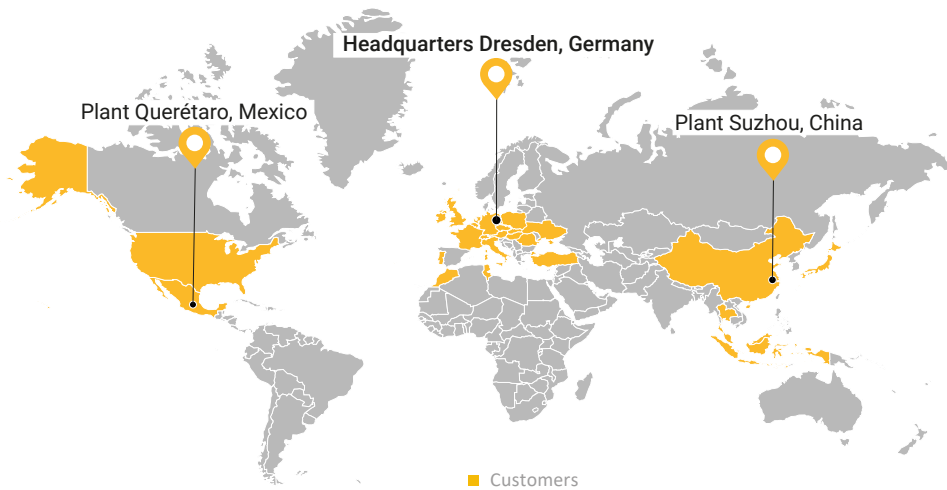 Headquarters Dresden, Germany
Plant Querétaro, Mexico
Plant Suzhou, China
Customers